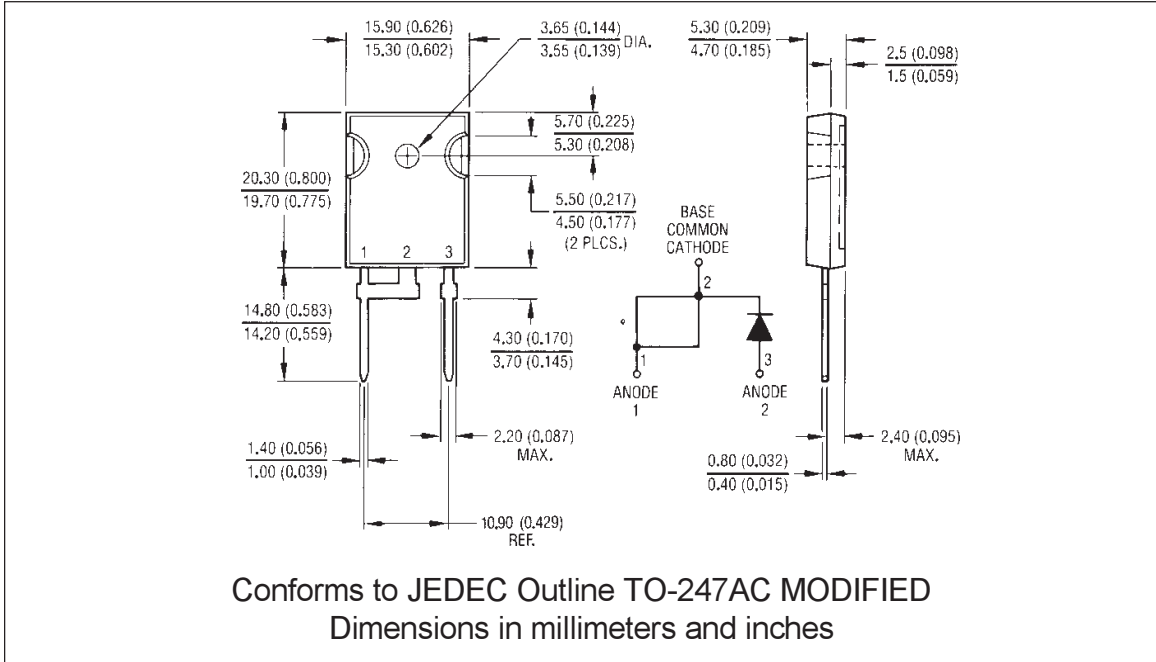 15.90 (0.626)
15.30 (0.602)
3.65 (0.144)
3.55 (0.139)
DIA.
5.30 (0.209)
4.70 (0.185)
2.5 (0.098)
1.5 (0.059)
5.70 (0.225)
5.30 (0.208)
20.30 (0.800)
19.70 (0.775)
5.50 (0.217)
4.50 (0.177)
(2 PLCS.)
1 2 3
BASE
COMMON
CATHODE
2
14.80 (0.583)
14.20 (0.559)
4.30 (0.170)
3.70 (0.145)
1
3
ANODE
1
ANODE
2
1.40 (0.056)
1.00 (0.039)
2.20 (0.087)
MAX.
2.40 (0.095)
MAX.
0.80 (0.032)
0.40 (0.015)
10.90 (0.429)
REF.
Conforms to JEDEC Outline TO-247AC MODIFIED
Dimensions in millimeters and inches